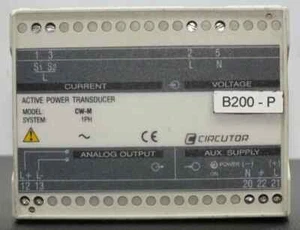 1 3 2 5
S1 S2 L N
L
CURRENT VOLTAGE
ACTIVE POWER TRANSDUCER
B200 - P
MODEL: CW-M
SYSTEM: 1PH
CE CIRCUTOR
ANALOG OUTPUT AUX. SUPPLY
POWER (-) (+)
ON
L+ L- N + L
12 13 20 22 21